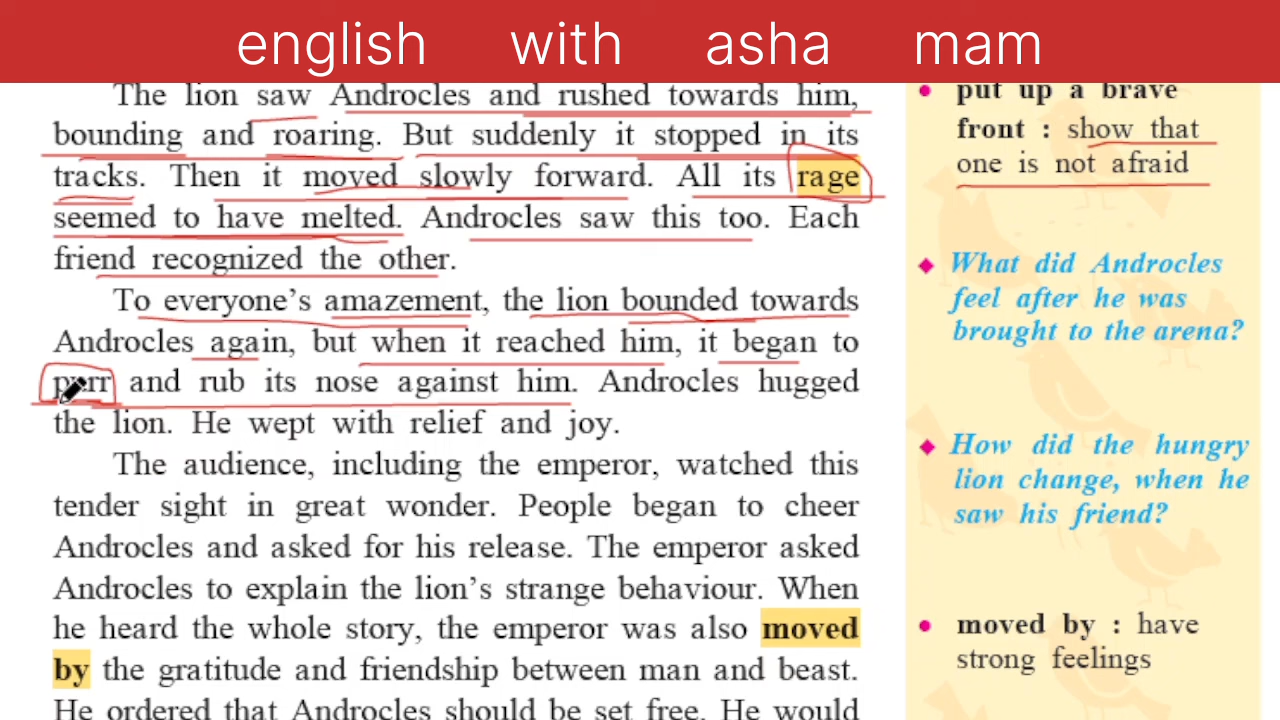 english with asha mam
The lion saw Androcles and rushed towards him,
bounding and roaring. But suddenly it stopped in its
tracks. Then it moved slowly forward. All its rage
seemed to have melted. Androcles saw this too. Each
friend recognized the other.
To everyone's amazement, the lion bounded towards
Androcles again, but when it reached him, it began to
purr and rub its nose against him. Androcles hugged
the lion. He wept with relief and joy.
The audience, including the emperor, watched this
tender sight in great wonder. People began to cheer
Androcles and asked for his release. The emperor asked
Androcles to explain the lion's strange behaviour. When
he heard the whole story, the emperor was also moved
by the gratitude and friendship between man and beast.
He ordered that Androcles should be set free. He would
put up a brave
front : show that
one is not afraid
What did Androcles
feel after he was
brought to the arena?
How did the hungry
lion change, when he
saw his friend?
moved by : have
strong feelings